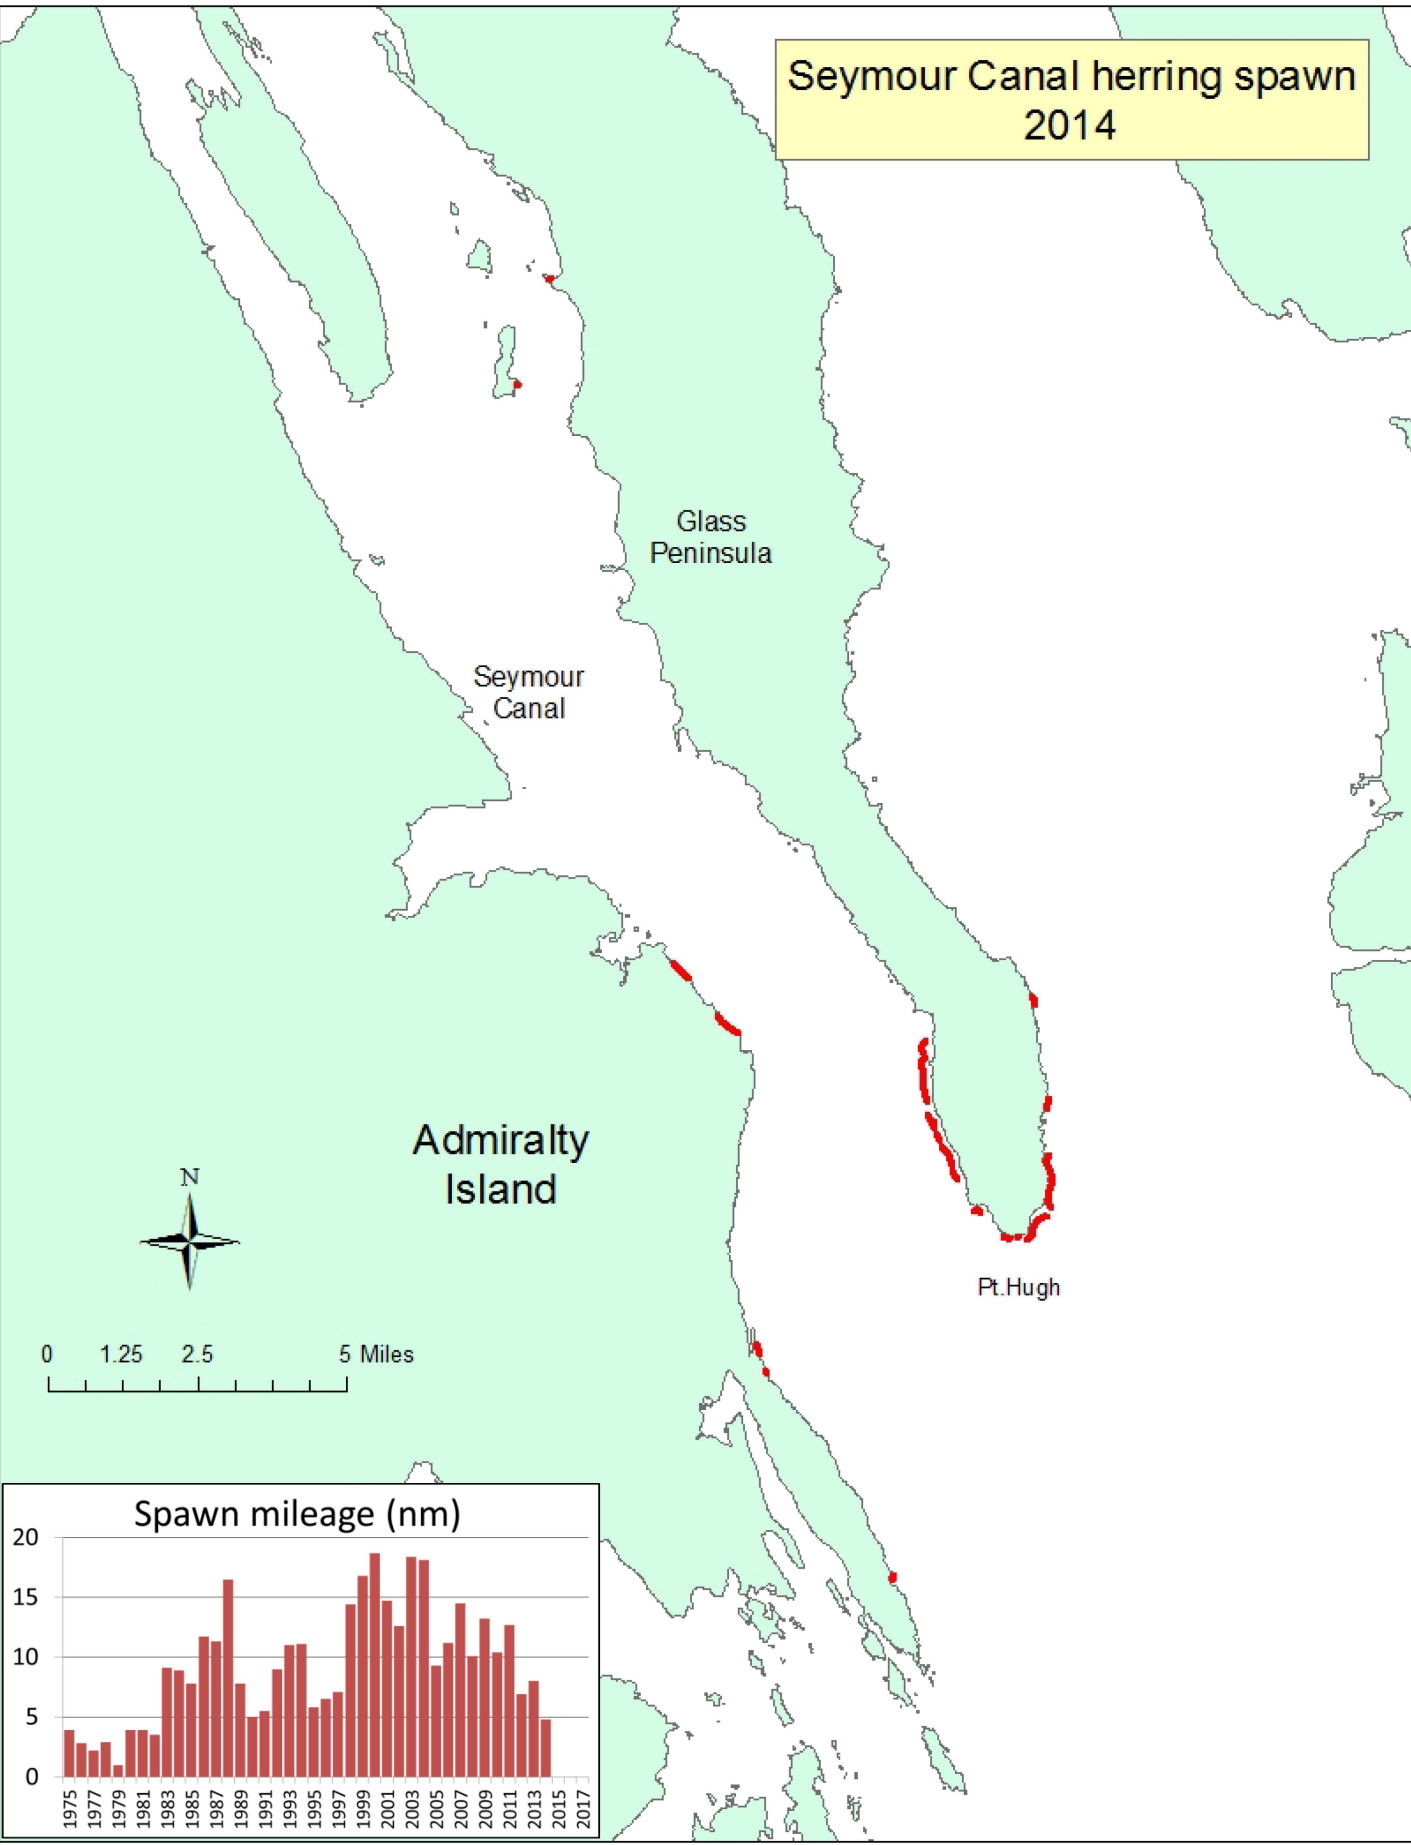 Seymour Canal herring spawn
2014
Glass
Peninsula
Seymour
Canal
Admiralty
Island
N
Pt.Hugh
0 1.25 2.5 5 Miles
Spawn mileage (nm)
20
15
10
5
0
1975 1977 1979 1981 1983 1985 1987 1989 1991 1993 1995 1997 1999 2001 2003 2005 2007 2009 2011 2013 2015 2017